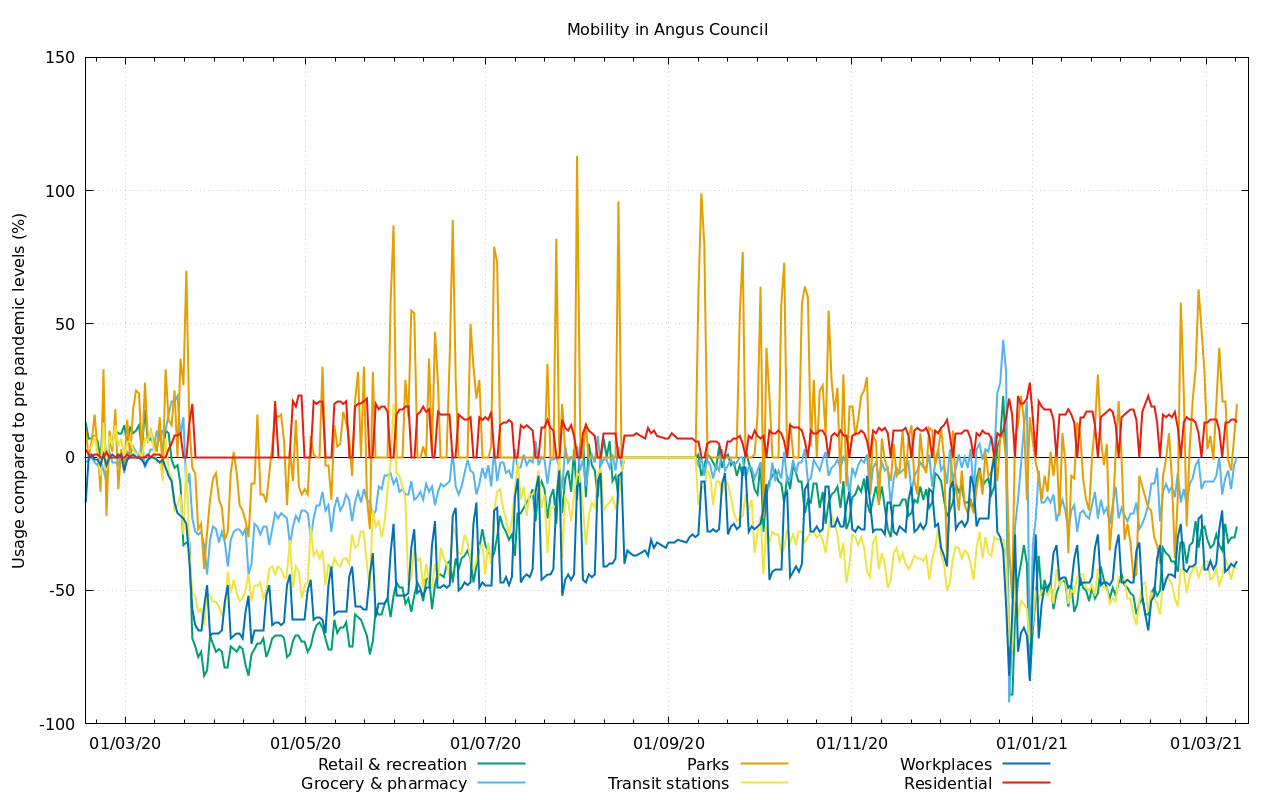 Mobility in Angus Council
Usage compared to pre pandemic levels (%)
150
100
50
0
-50
-100
01/03/20 01/05/20 01/07/20 01/09/20 01/11/20 01/01/21 01/03/21
Retail & recreation Parks Workplaces
Grocery & pharmacy Transit stations Residential